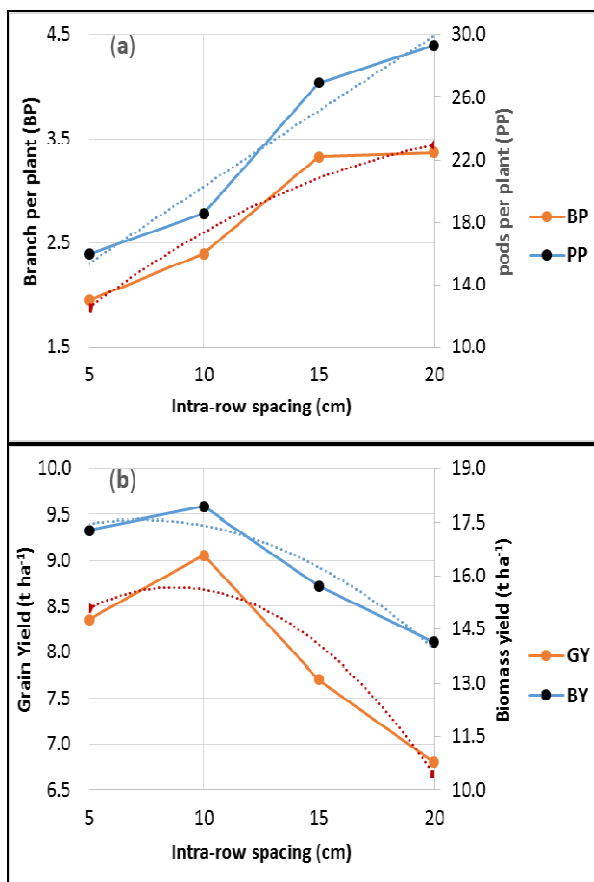 (a)
4.5
3.5
2.5
1.5
Branch per plant (BP)
30.0
26.0
22.0
18.0
14.0
10.0
pods per plant (PP)
BP
PP
5 10 15 20
Intra-row spacing (cm)
(b)
10.0
9.5
9.0
8.5
8.0
7.5
7.0
6.5
Grain Yield (t ha⁻¹)
19.0
17.5
16.0
14.5
13.0
11.5
10.0
Biomass yield (t ha⁻¹)
GY
BY
5 10 15 20
Intra-row spacing (cm)